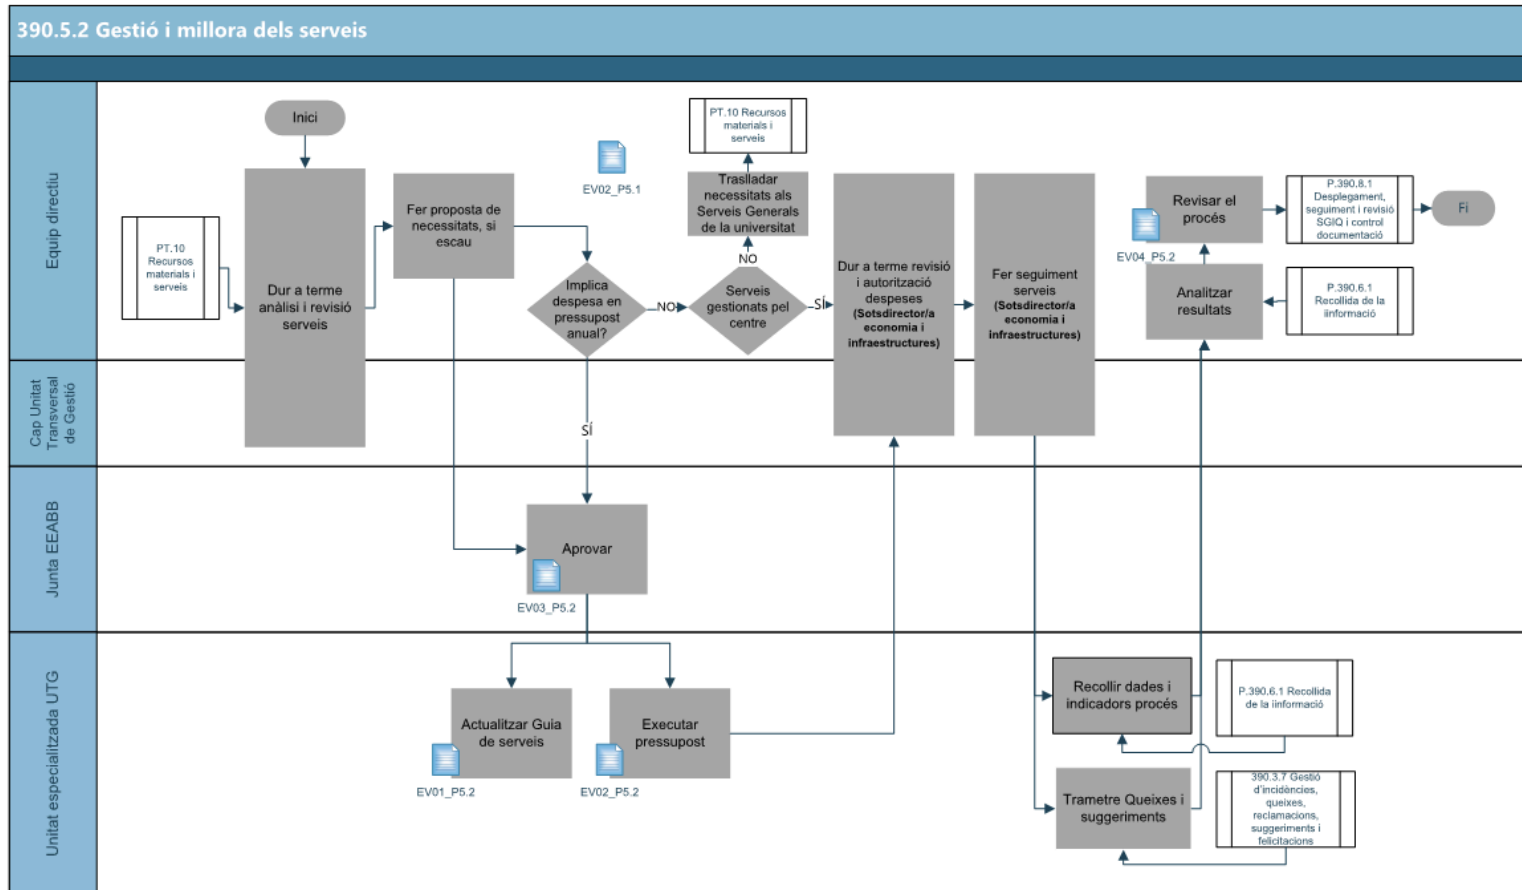 390.5.2 Gestió i millora dels serveis
Equip directiu
Inici
PT.10
Recursos
materials i
serveis
Dur a terme
anàlisi i revisió
serveis
Fer proposta de
necessitats, si
escau
EV02_P5.1
Implica
despesa en
pressupost
anual?
NO
SÍ
PT.10 Recursos
materials i
serveis
Traslladar
necessitats als
Serveis Generals
de la universitat
NO
Serveis
gestionats pel
centre
SÍ
Dur a terme revisió
i autorització
despeses
(Sotsdirector/a
economia i
infraestructures)
Fer seguiment
serveis
(Sotsdirector/a
economia i
infraestructures)
Revisar el
procés
EV04_P5.2
P.390.8.1
Desplegament,
seguiment i revisió
SGIQ i control
documentació
Fi
Analitzar
resultats
P.390.6.1
Recollida de la
iinformació
Cap Unitat
Transversal
de Gestió
Junta EEABB
Aprovar
EV03_P5.2
Unitat especialitzada UTG
Actualitzar Guia
de serveis
EV01_P5.2
Executar
pressupost
EV02_P5.2
Recollir dades i
indicadors procés
P.390.6.1 Recollida
de la iinformació
Trametre Queixes i
suggeriments
390.3.7 Gestió
d'incidències,
queixes,
reclamacions,
suggeriments i
felicitacions